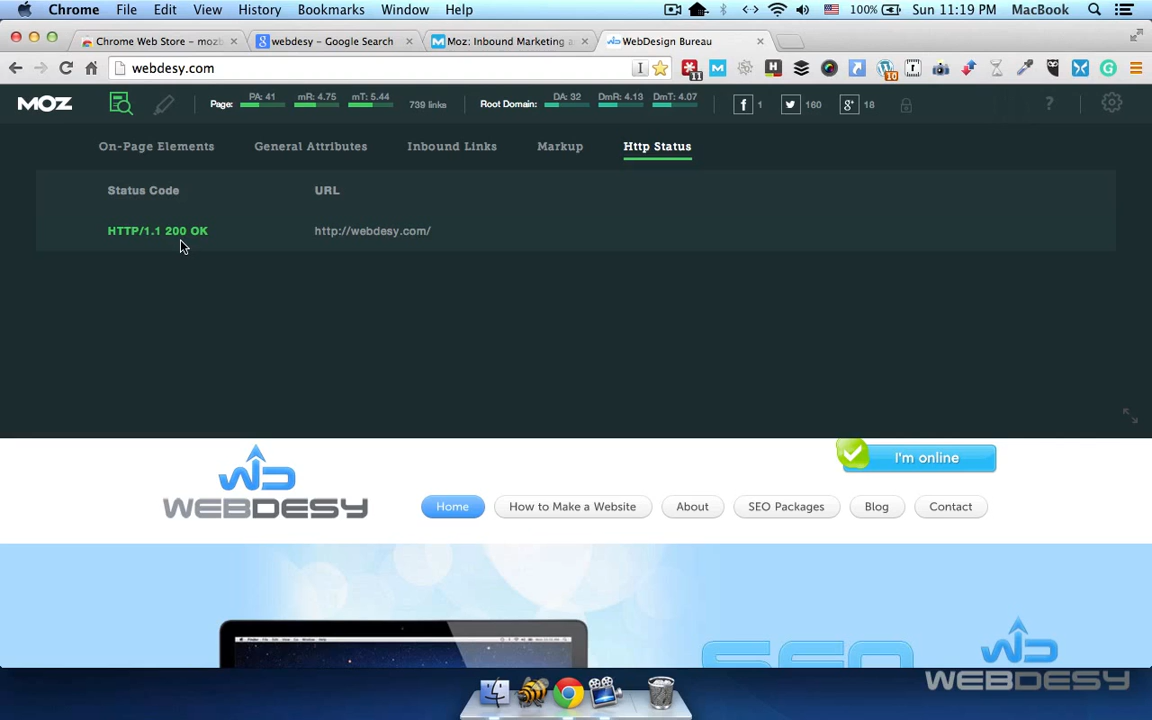 Chrome File Edit View History Bookmarks Window Help 100% Sun 11:19 PM MacBook
Chrome Web Store - mozb
webdesy - Google Search
Moz: Inbound Marketing a
WebDesign Bureau
webdesy.com
11
10
MOZ
Page: PA: 41 mR: 4.75 mT: 5.44 739 links Root Domain: DA: 32 DmR: 4.13 DmT: 4.07 1 160 18 ?
On-Page Elements General Attributes Inbound Links Markup Http Status
Status Code URL
HTTP/1.1 200 OK http://webdesy.com/
I'm online
WEBDESY
Home How to Make a Website About SEO Packages Blog Contact
SEO
WEBDESY